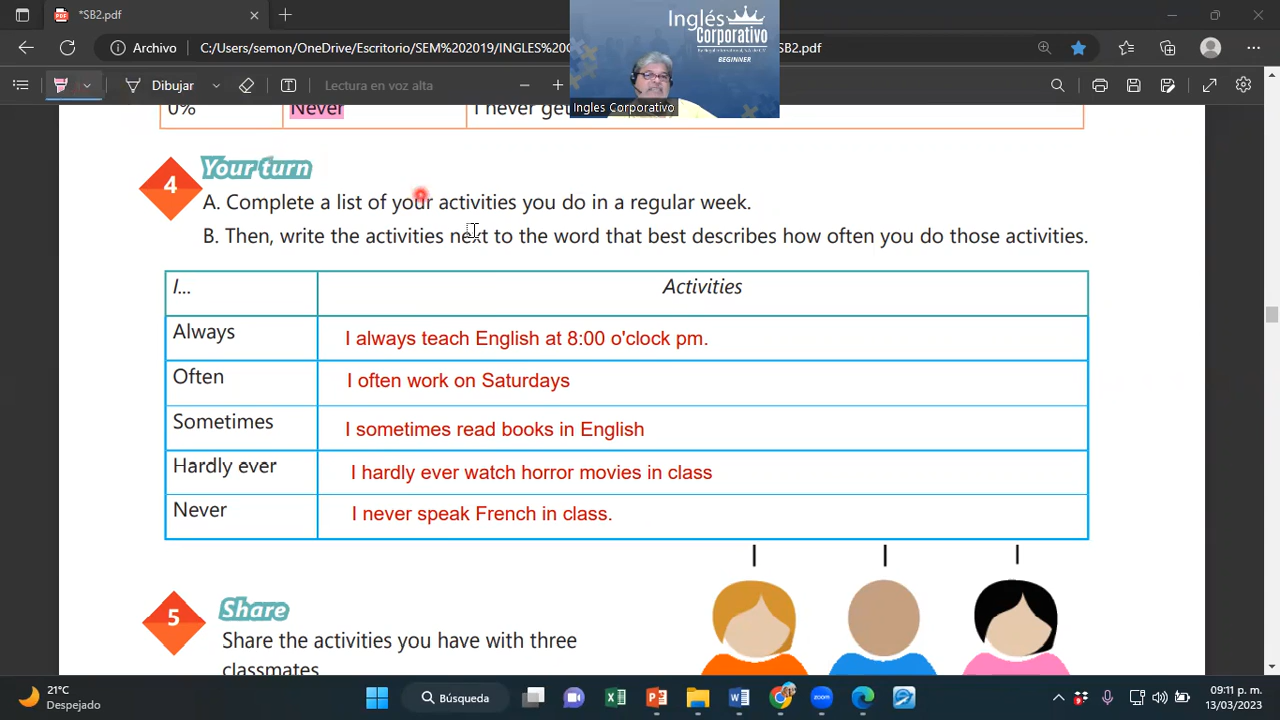 *SB2.pdf
Archivo C:/Users/semon/OneDrive/Escritorio/SEM%202019/INGLES%20 SB2.pdf
Inglés
Corporativo
BEGINNER
Ingles Corporativo
Dibujar Lectura en voz alta
0% Never I never get
4 Your turn
A. Complete a list of your activities you do in a regular week.
B. Then, write the activities next to the word that best describes how often you do those activities.
I... Activities
Always I always teach English at 8:00 o'clock pm.
Often I often work on Saturdays
Sometimes I sometimes read books in English
Hardly ever I hardly ever watch horror movies in class
Never I never speak French in class.
5 Share
Share the activities you have with three
classmates
21°C
Despejado
Búsqueda
zoom
09:11 p. m.
13/03/2023